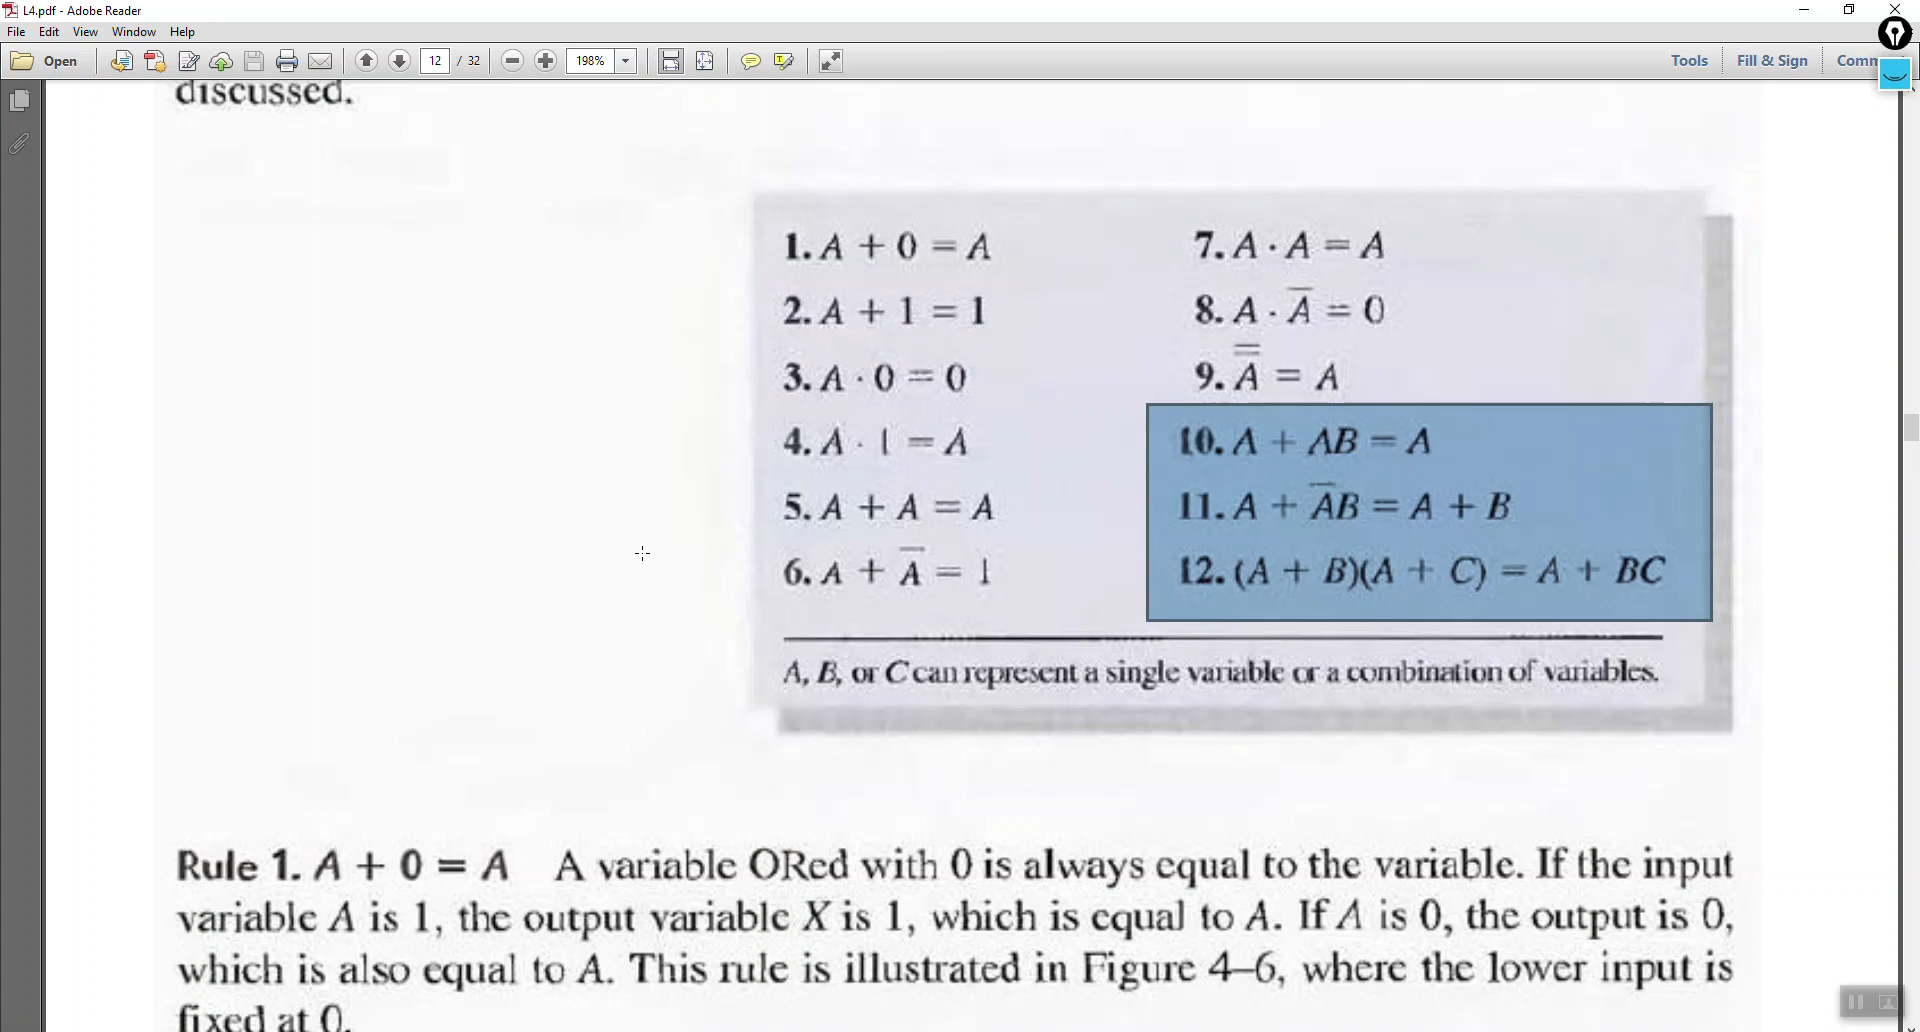 L4.pdf - Adobe Reader
File Edit View Window Help
Open 12 / 32 198% Tools Fill & Sign
discussed.
1. A + 0 = A
2. A + 1 = 1
3. A · 0 = 0
4. A · 1 = A
5. A + A = A
6. A + A̅ = 1
7. A · A = A
8. A · A̅ = 0
9. A̿ = A
10. A + AB = A
11. A + A̅B = A + B
12. (A + B)(A + C) = A + BC
A, B, or C can represent a single variable or a combination of variables.
Rule 1. A + 0 = A A variable ORed with 0 is always equal to the variable. If the input
variable A is 1, the output variable X is 1, which is equal to A. If A is 0, the output is 0,
which is also equal to A. This rule is illustrated in Figure 4–6, where the lower input is
fixed at 0.